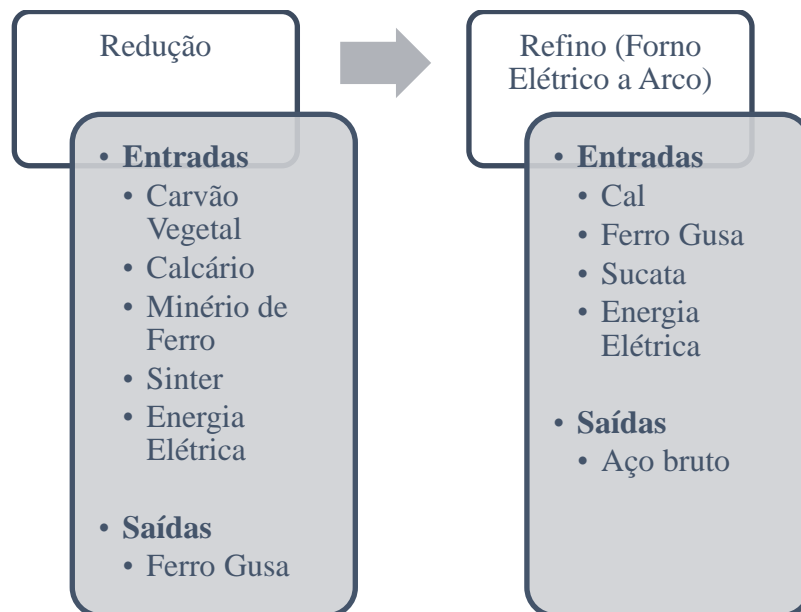 Redução
• Entradas
• Carvão
Vegetal
• Calcário
• Minério de
Ferro
• Sinter
• Energia
Elétrica
• Saídas
• Ferro Gusa
Refino (Forno
Elétrico a Arco)
• Entradas
• Cal
• Ferro Gusa
• Sucata
• Energia
Elétrica
• Saídas
• Aço bruto